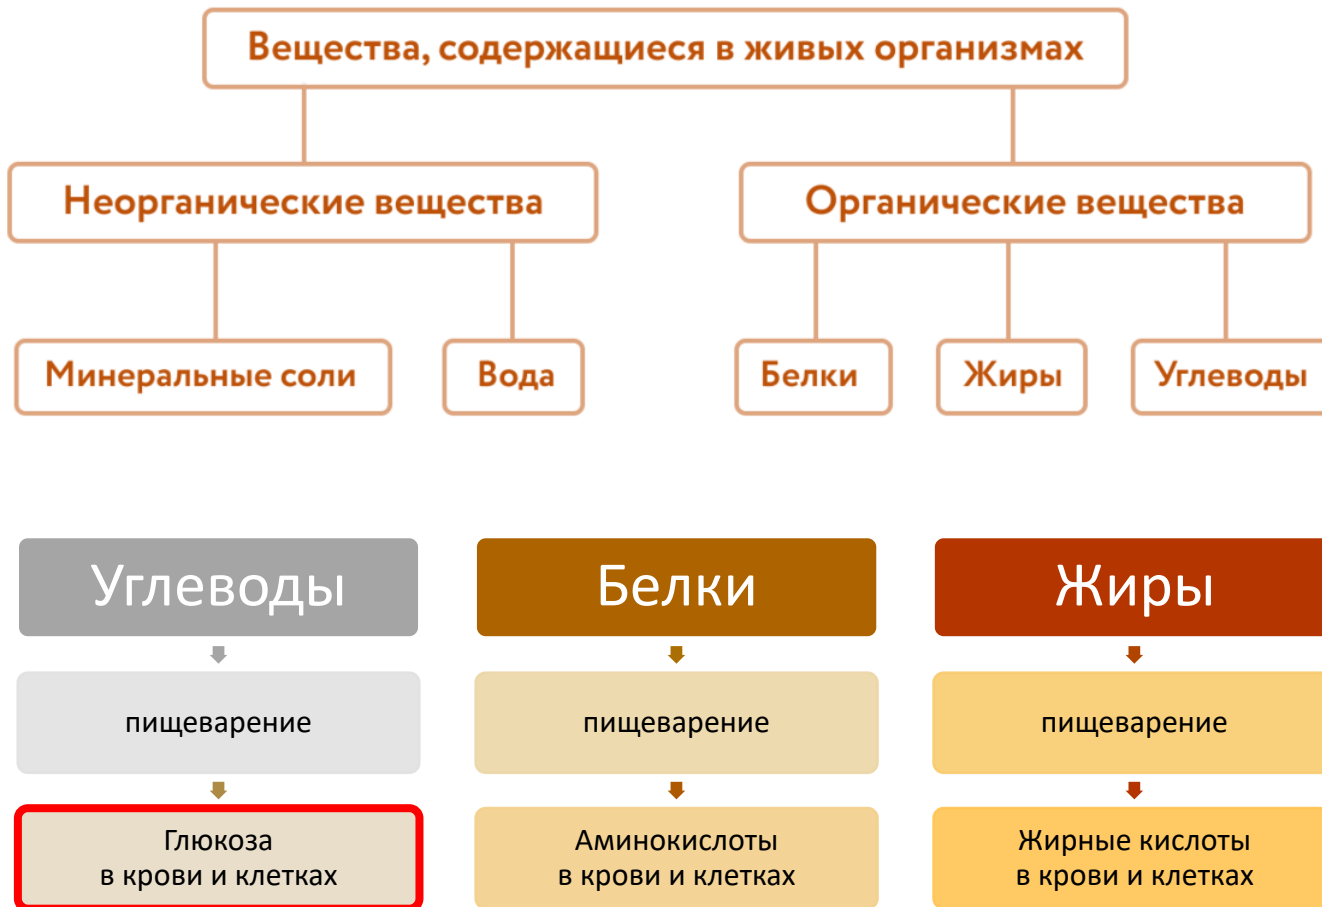 Вещества, содержащиеся в живых организмах
Неорганические вещества
Органические вещества
Минеральные соли
Вода
Белки
Жиры
Углеводы
Углеводы
Белки
Жиры
пищеварение
пищеварение
пищеварение
Глюкоза
в крови и клетках
Аминокислоты
в крови и клетках
Жирные кислоты
в крови и клетках